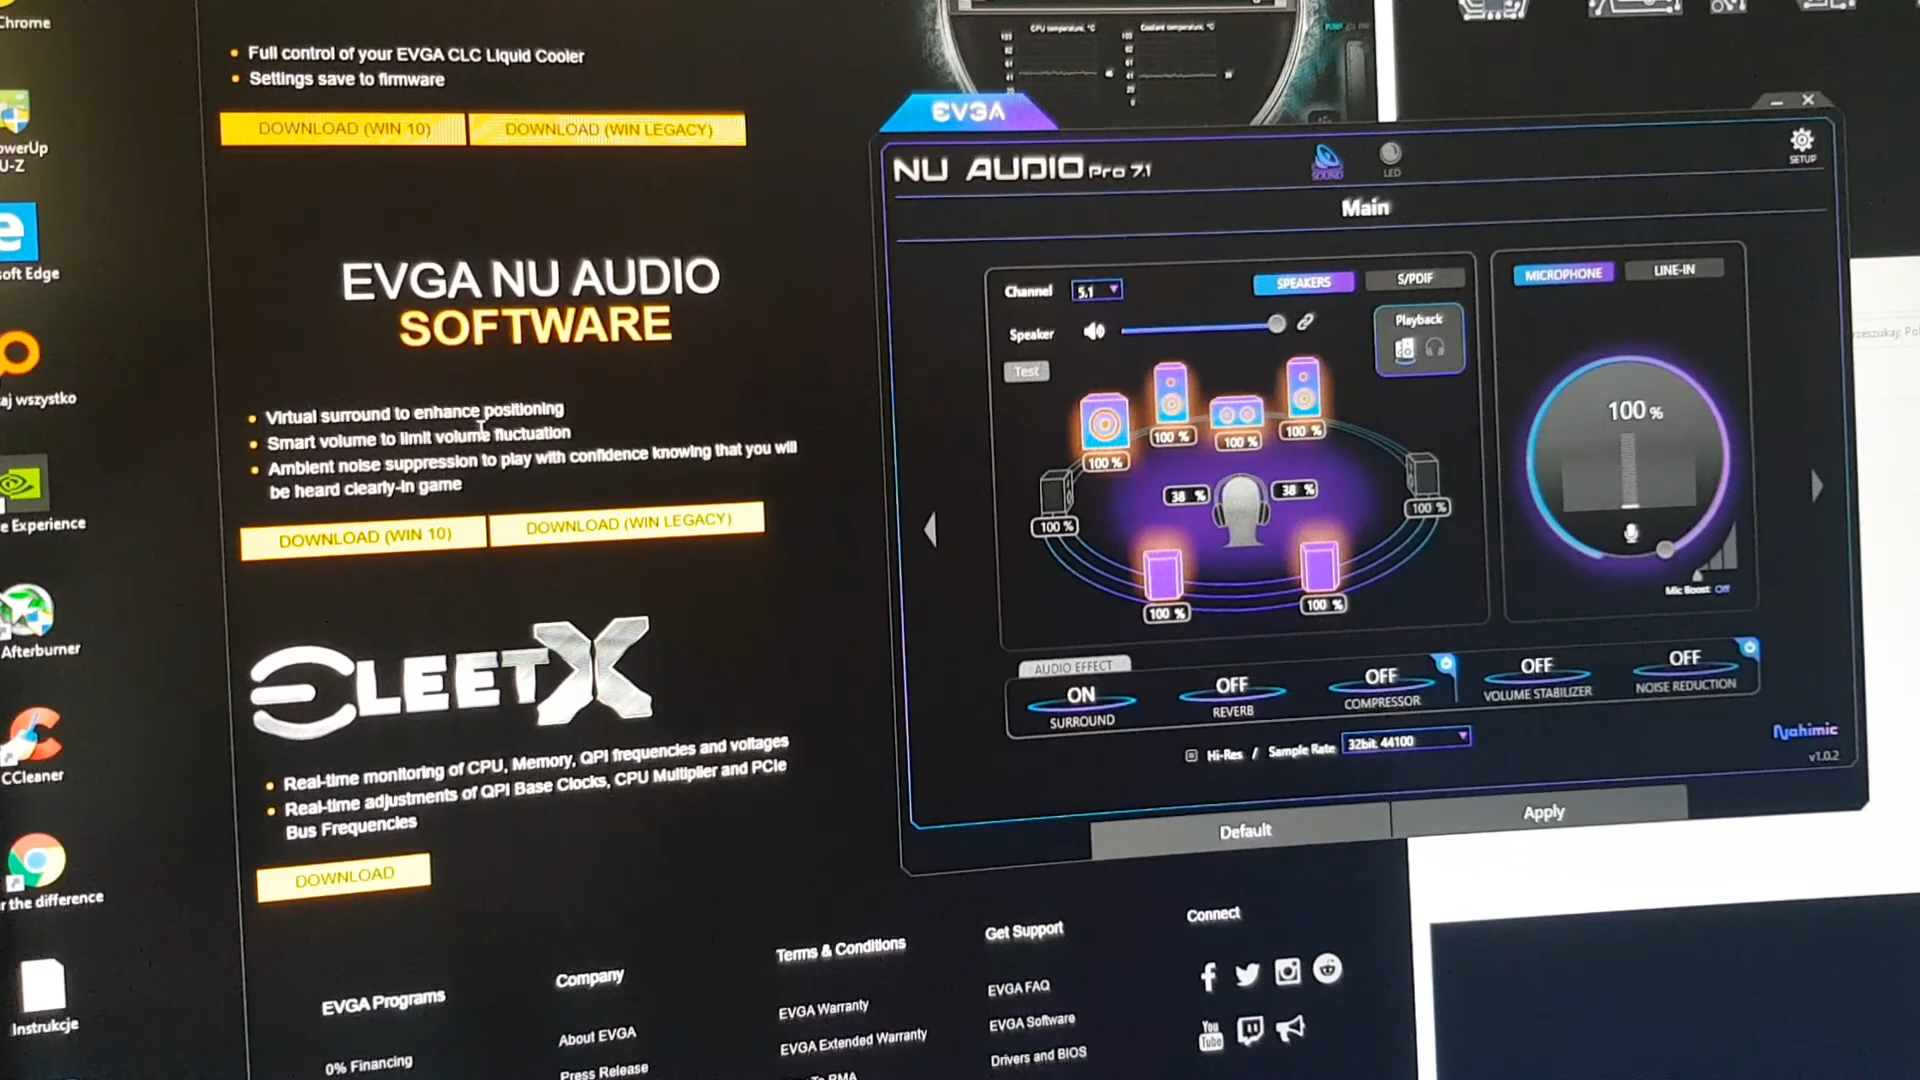 Chrome
owerUp
U-Z
soft Edge
aj wszystko
e Experience
Afterburner
CCleaner
r the difference
Instrukcje
Full control of your EVGA CLC Liquid Cooler
Settings save to firmware
DOWNLOAD (WIN 10)
DOWNLOAD (WIN LEGACY)
EVGA NU AUDIO
SOFTWARE
Virtual surround to enhance positioning
Smart volume to limit volume fluctuation
Ambient noise suppression to play with confidence knowing that you will
be heard clearly-in game
DOWNLOAD (WIN 10)
DOWNLOAD (WIN LEGACY)
ELEETX
Real-time monitoring of CPU, Memory, QPI frequencies and voltages
Real-time adjustments of QPI Base Clocks, CPU Multiplier and PCIe
Bus Frequencies
DOWNLOAD
EVGA Programs
0% Financing
Company
About EVGA
Press Release
Terms & Conditions
EVGA Warranty
EVGA Extended Warranty
RMA
Get Support
EVGA FAQ
EVGA Software
Drivers and BIOS
Connect
You
Tube
CPU temperature, °C
Coolant temperature, °C
EVGA
NU AUDIO Pro 7.1
SOUND
LED
SETUP
Main
Channel
5.1
SPEAKERS
S/PDIF
Speaker
Playback
Test
100 %
100 %
100 %
100 %
38 %
38 %
100 %
100 %
100 %
100 %
MICROPHONE
LINE-IN
100 %
Mic Boost: Off
AUDIO EFFECT
ON
SURROUND
OFF
REVERB
OFF
COMPRESSOR
OFF
VOLUME STABILIZER
OFF
NOISE REDUCTION
Hi-Res / Sample Rate
32bit, 44100
Nahimic
v1.0.2
Default
Apply